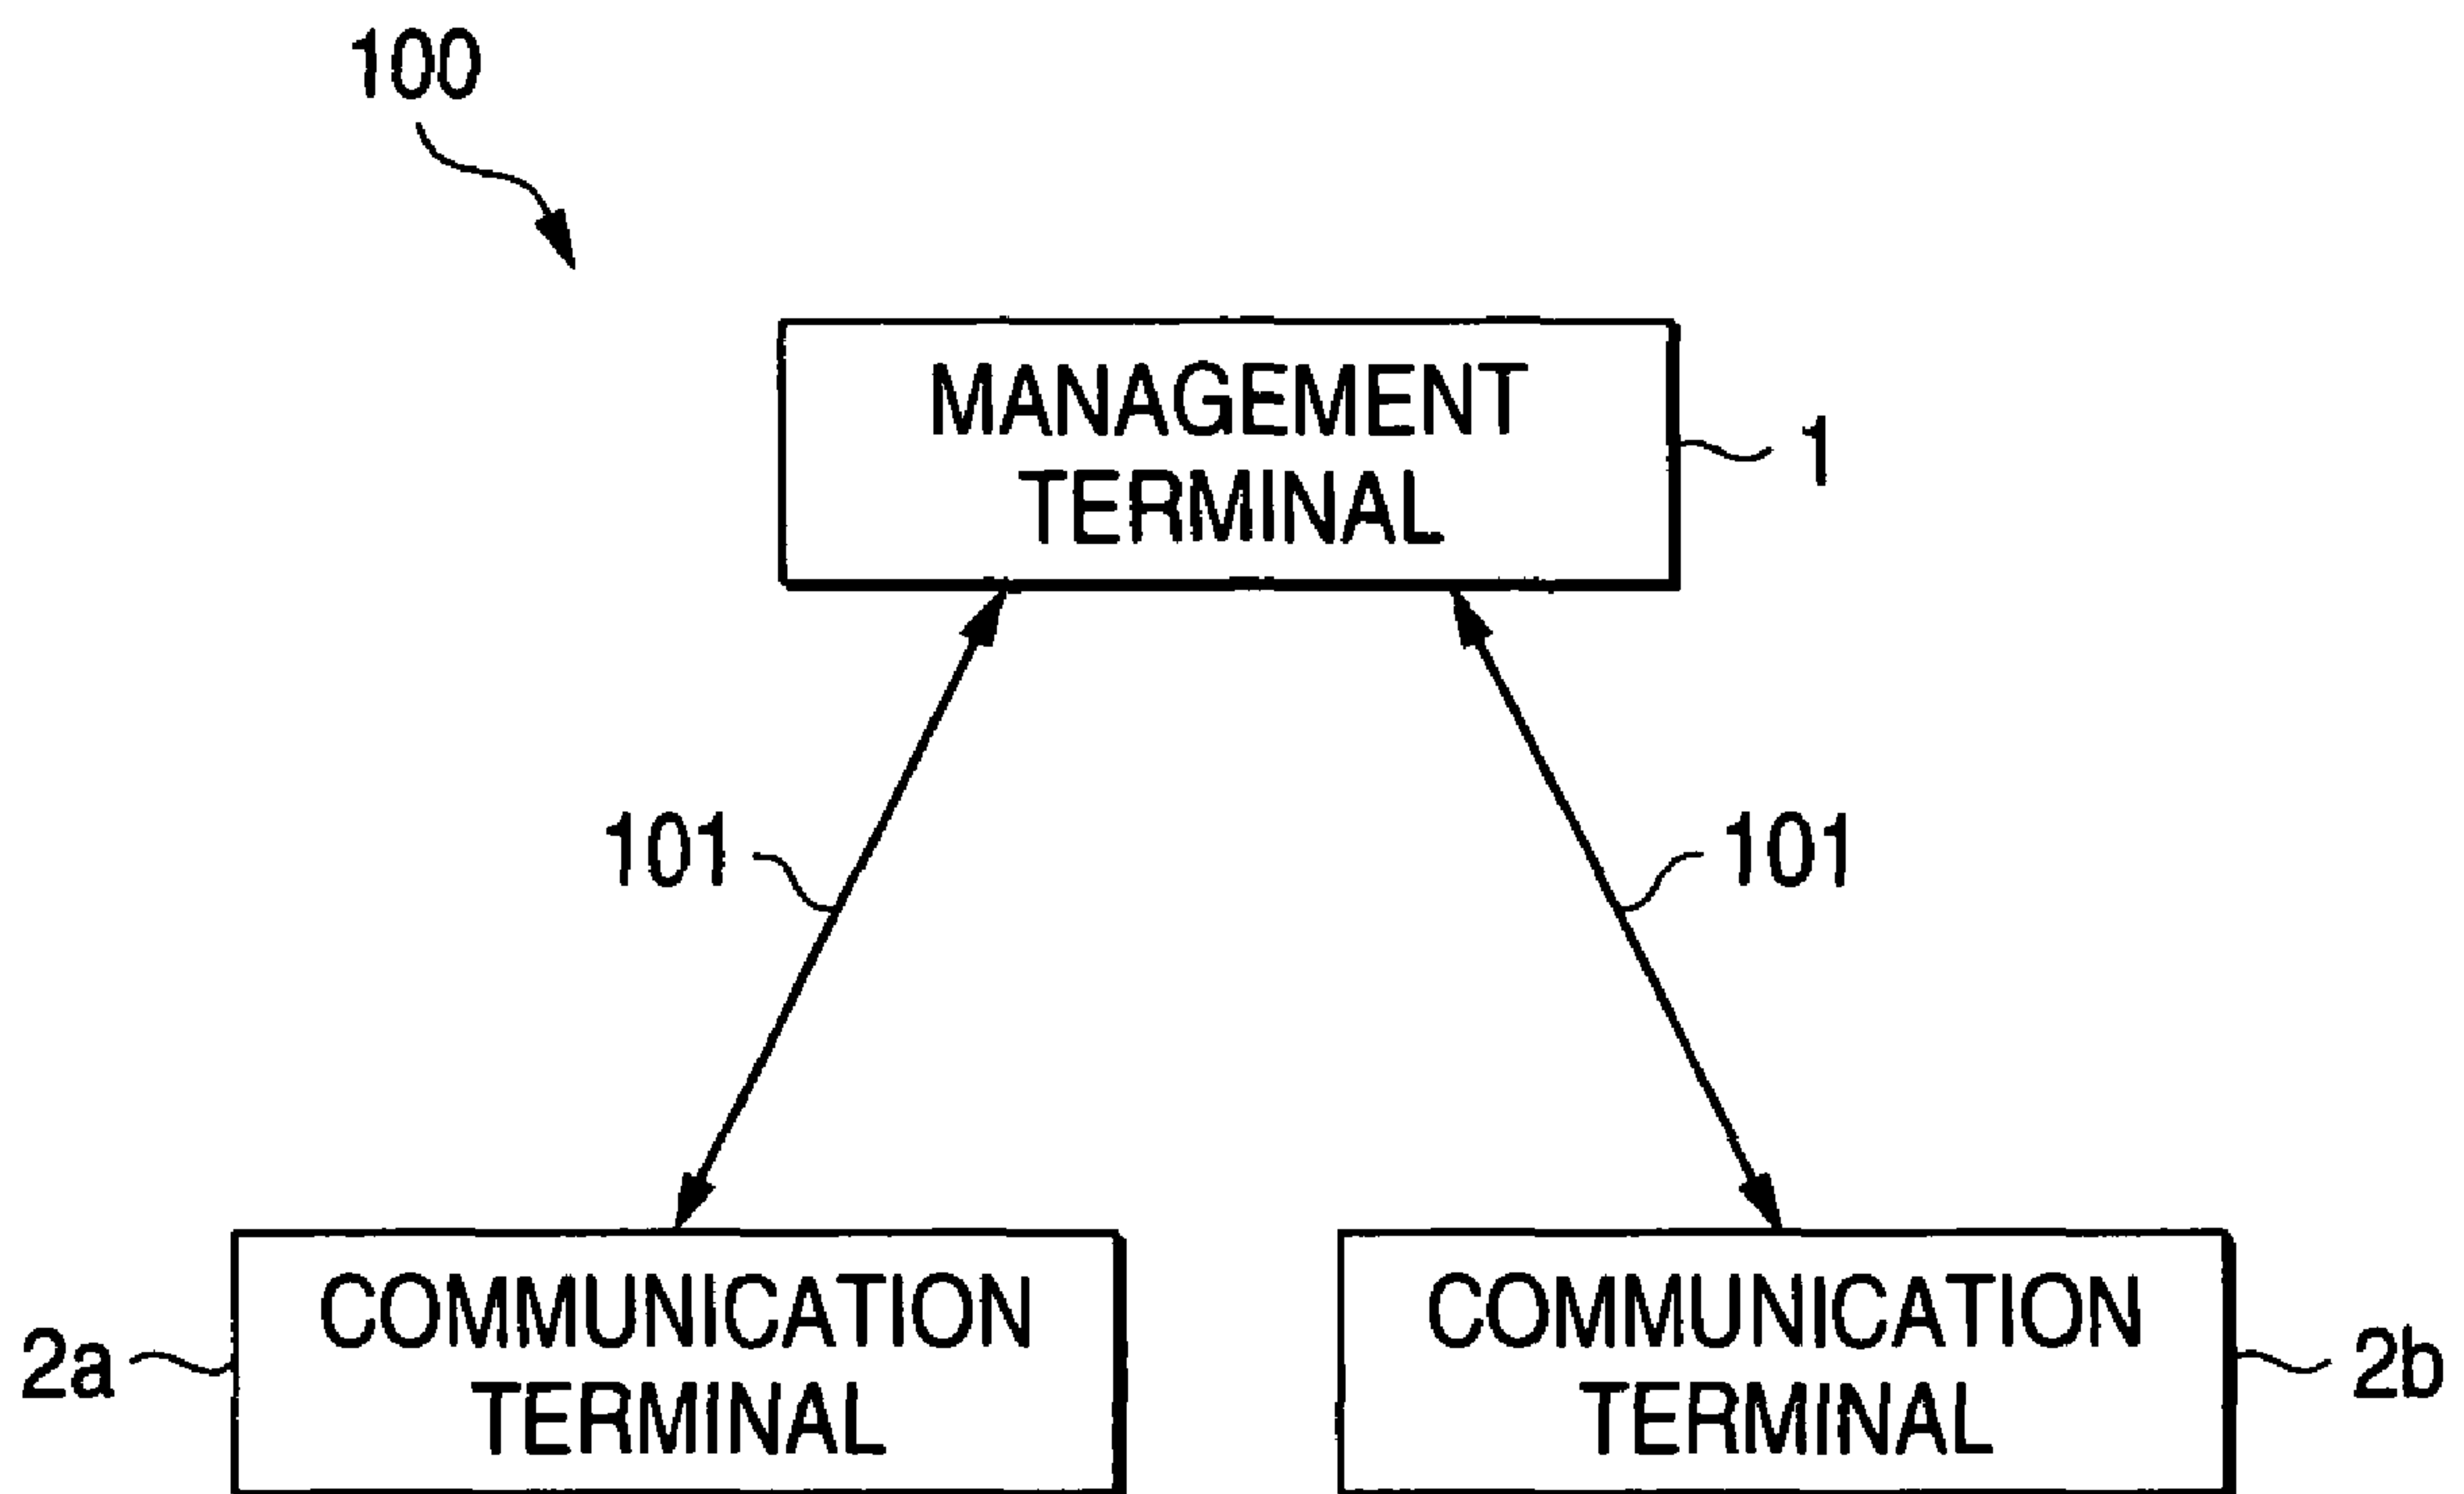 100
MANAGEMENT
TERMINAL
1
101
101
COMMUNICATION
TERMINAL
2a
COMMUNICATION
TERMINAL
2b